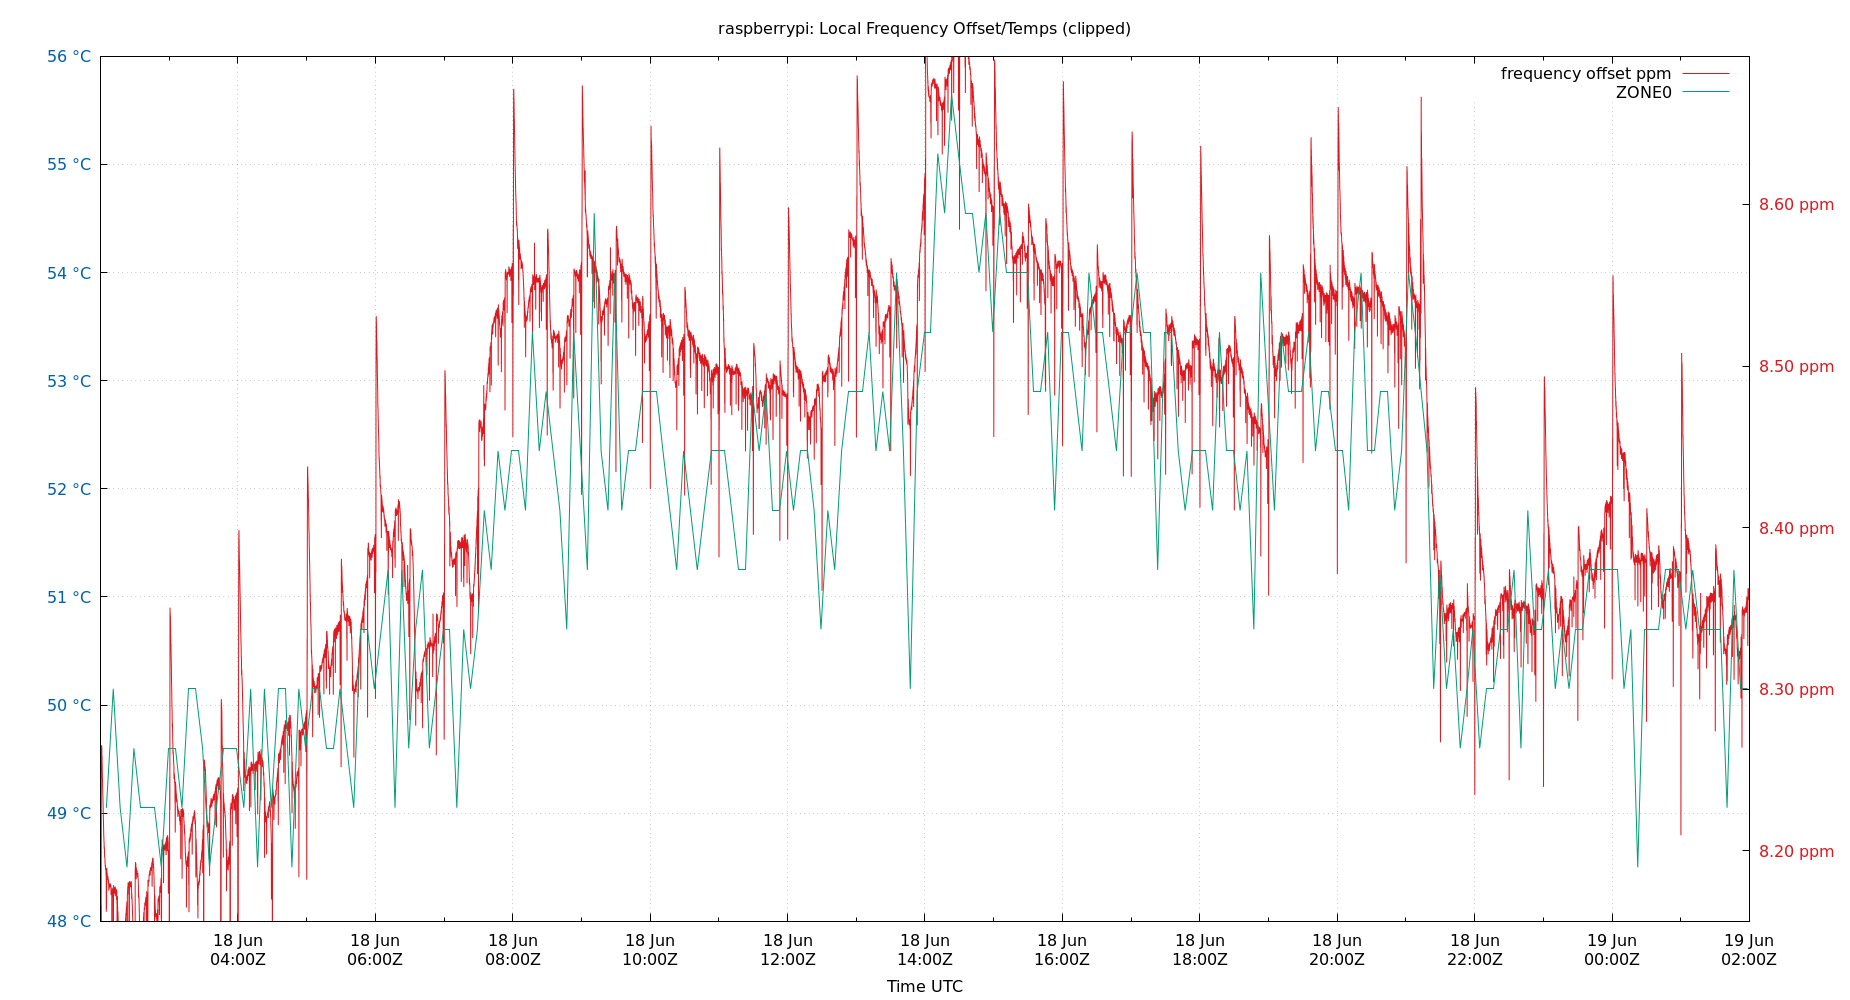 raspberrypi: Local Frequency Offset/Temps (clipped)
frequency offset ppm
ZONE0
56 °C
55 °C
54 °C
53 °C
52 °C
51 °C
50 °C
49 °C
48 °C
8.60 ppm
8.50 ppm
8.40 ppm
8.30 ppm
8.20 ppm
18 Jun 18 Jun 18 Jun 18 Jun 18 Jun 18 Jun 18 Jun 18 Jun 18 Jun 18 Jun 19 Jun 19 Jun
04:00Z 06:00Z 08:00Z 10:00Z 12:00Z 14:00Z 16:00Z 18:00Z 20:00Z 22:00Z 00:00Z 02:00Z
Time UTC